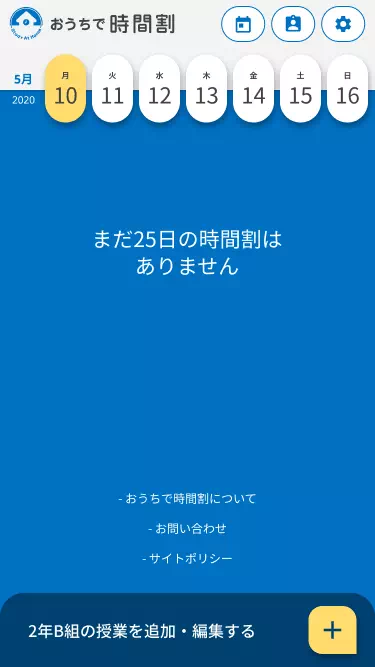 おうちで時間割
5月
2020
月 火 水 木 金 土 日
10 11 12 13 14 15 16
まだ25日の時間割は
ありません
- おうちで時間割について
- お問い合わせ
- サイトポリシー
2年B組の授業を追加・編集する